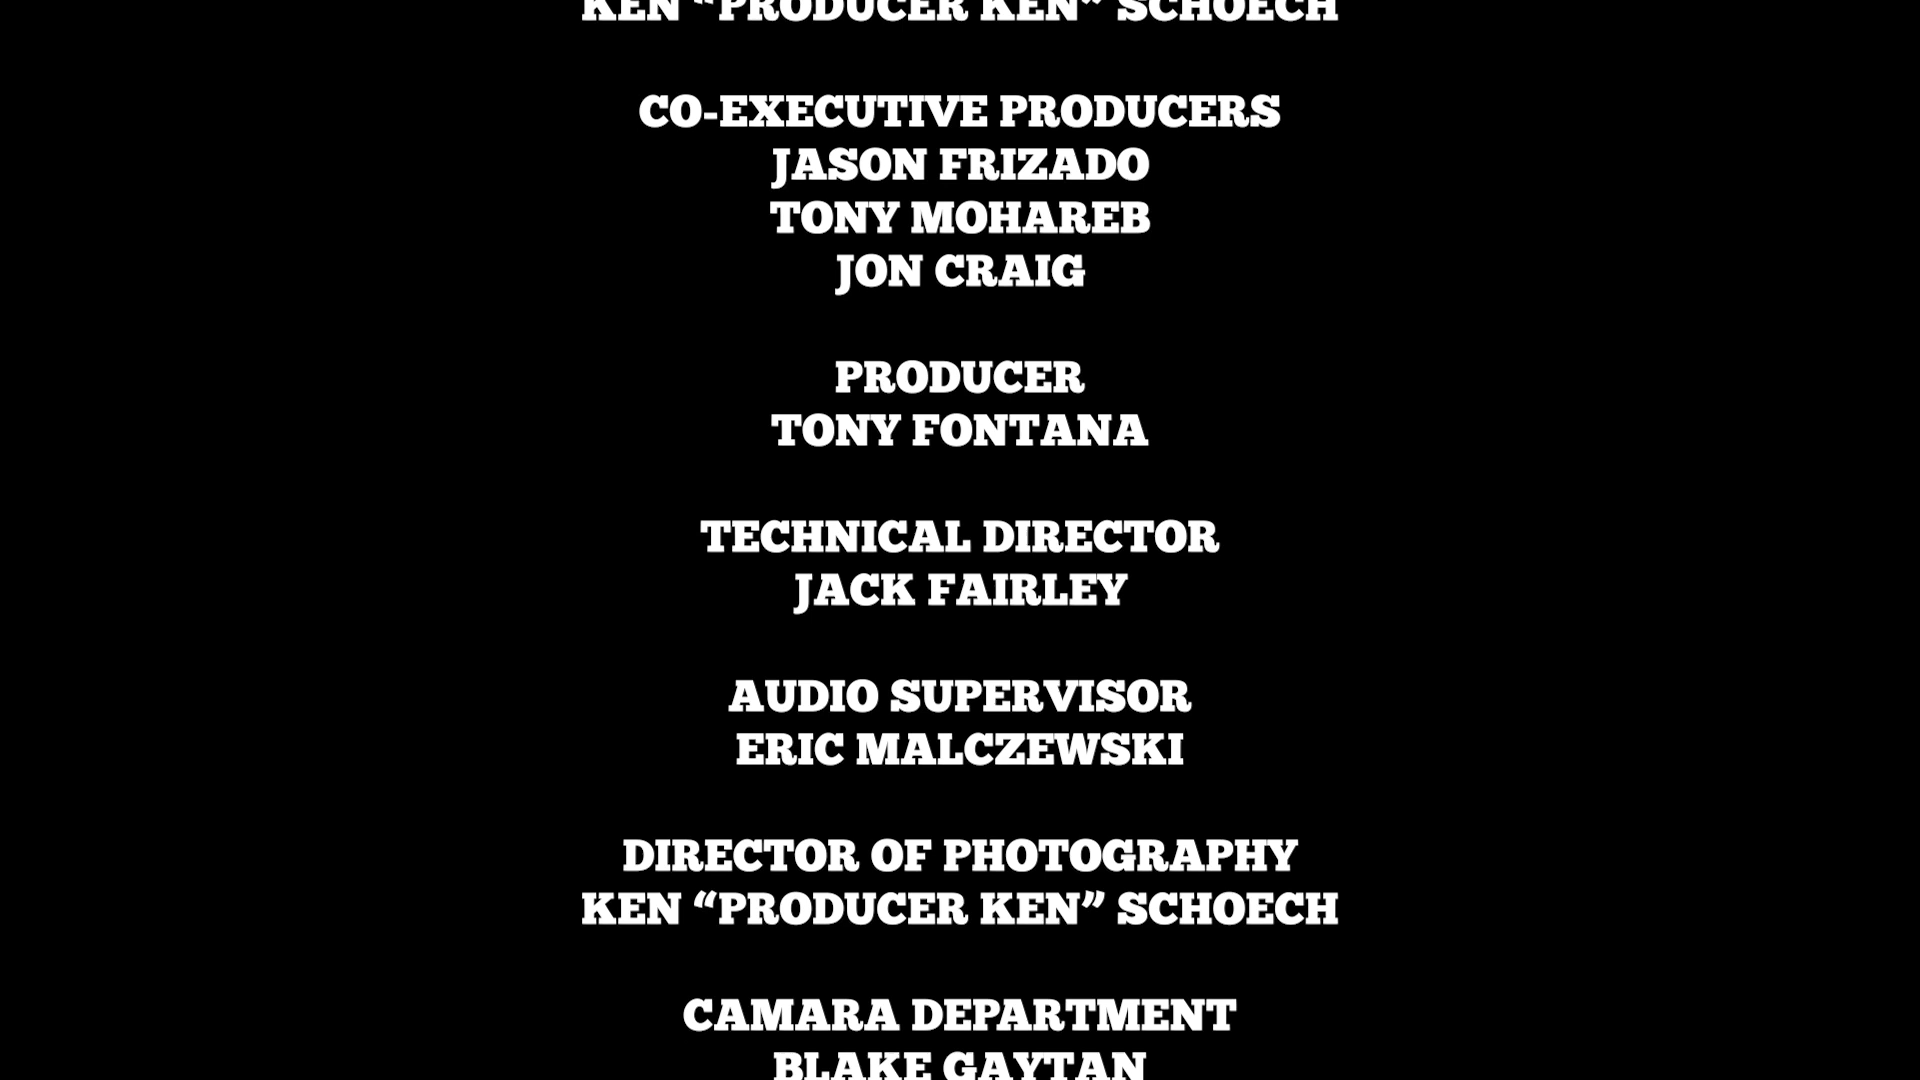 KEN “PRODUCER KEN” SCHOECH
CO-EXECUTIVE PRODUCERS
JASON FRIZADO
TONY MOHAREB
JON CRAIG
PRODUCER
TONY FONTANA
TECHNICAL DIRECTOR
JACK FAIRLEY
AUDIO SUPERVISOR
ERIC MALCZEWSKI
DIRECTOR OF PHOTOGRAPHY
KEN “PRODUCER KEN” SCHOECH
CAMARA DEPARTMENT
BLAKE GAYTAN